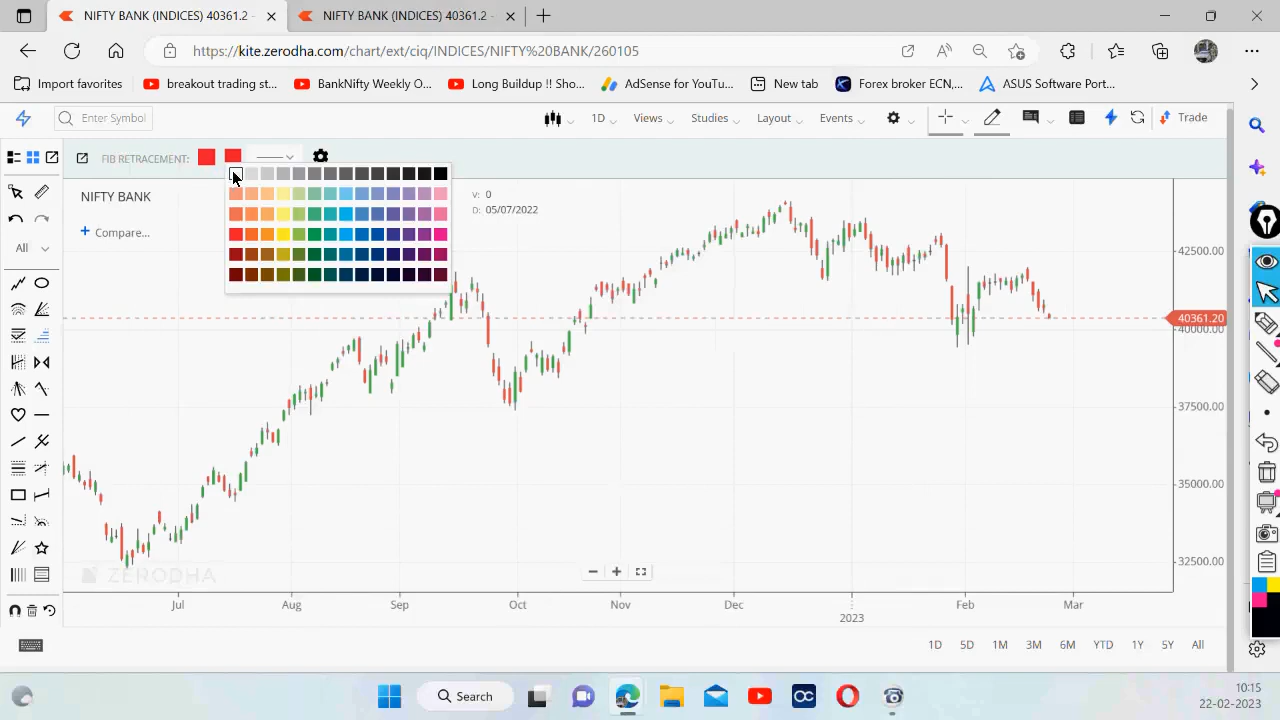 NIFTY BANK (INDICES) 40361.2 -
NIFTY BANK (INDICES) 40361.2 -
https://kite.zerodha.com/chart/ext/ciq/INDICES/NIFTY%20BANK/260105
Import favorites
breakout trading st...
BankNifty Weekly O...
Long Buildup !! Sho...
AdSense for YouTu...
New tab
Forex broker ECN,...
ASUS Software Port...
Enter Symbol
1D
Views
Studies
Layout
Events
Trade
FIB RETRACEMENT:
NIFTY BANK
Compare...
All
V: 0
D: 05/07/2022
42500.00
40361.20
40000.00
37500.00
35000.00
32500.00
ZERODHA
Jul
Aug
Sep
Oct
Nov
Dec
2023
Feb
Mar
1D
5D
1M
3M
6M
YTD
1Y
5Y
All
Search
OC
10:15
22-02-2023